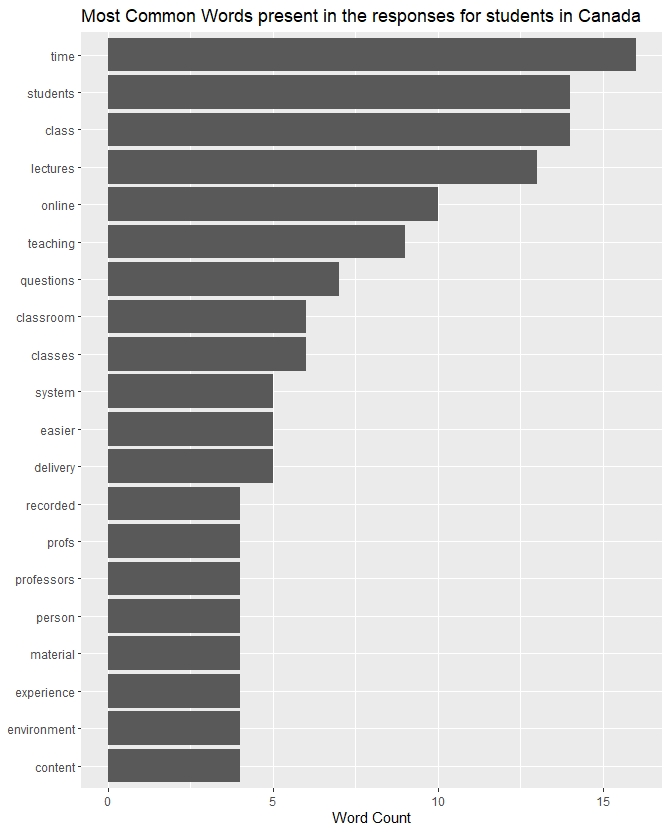 Most Common Words present in the responses for students in Canada
time
students
class
lectures
online
teaching
questions
classroom
classes
system
easier
delivery
recorded
profs
professors
person
material
experience
environment
content
0 5 10 15
Word Count